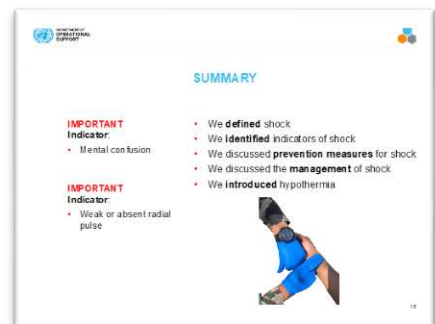 DEPARTMENT OF
OPERATIONAL
SUPPORT
SUMMARY
IMPORTANT
Indicator:
• Mental confusion
IMPORTANT
Indicator:
• Weak or absent radial
pulse
• We defined shock
• We identified indicators of shock
• We discussed prevention measures for shock
• We discussed the management of shock
• We introduced hypothermia